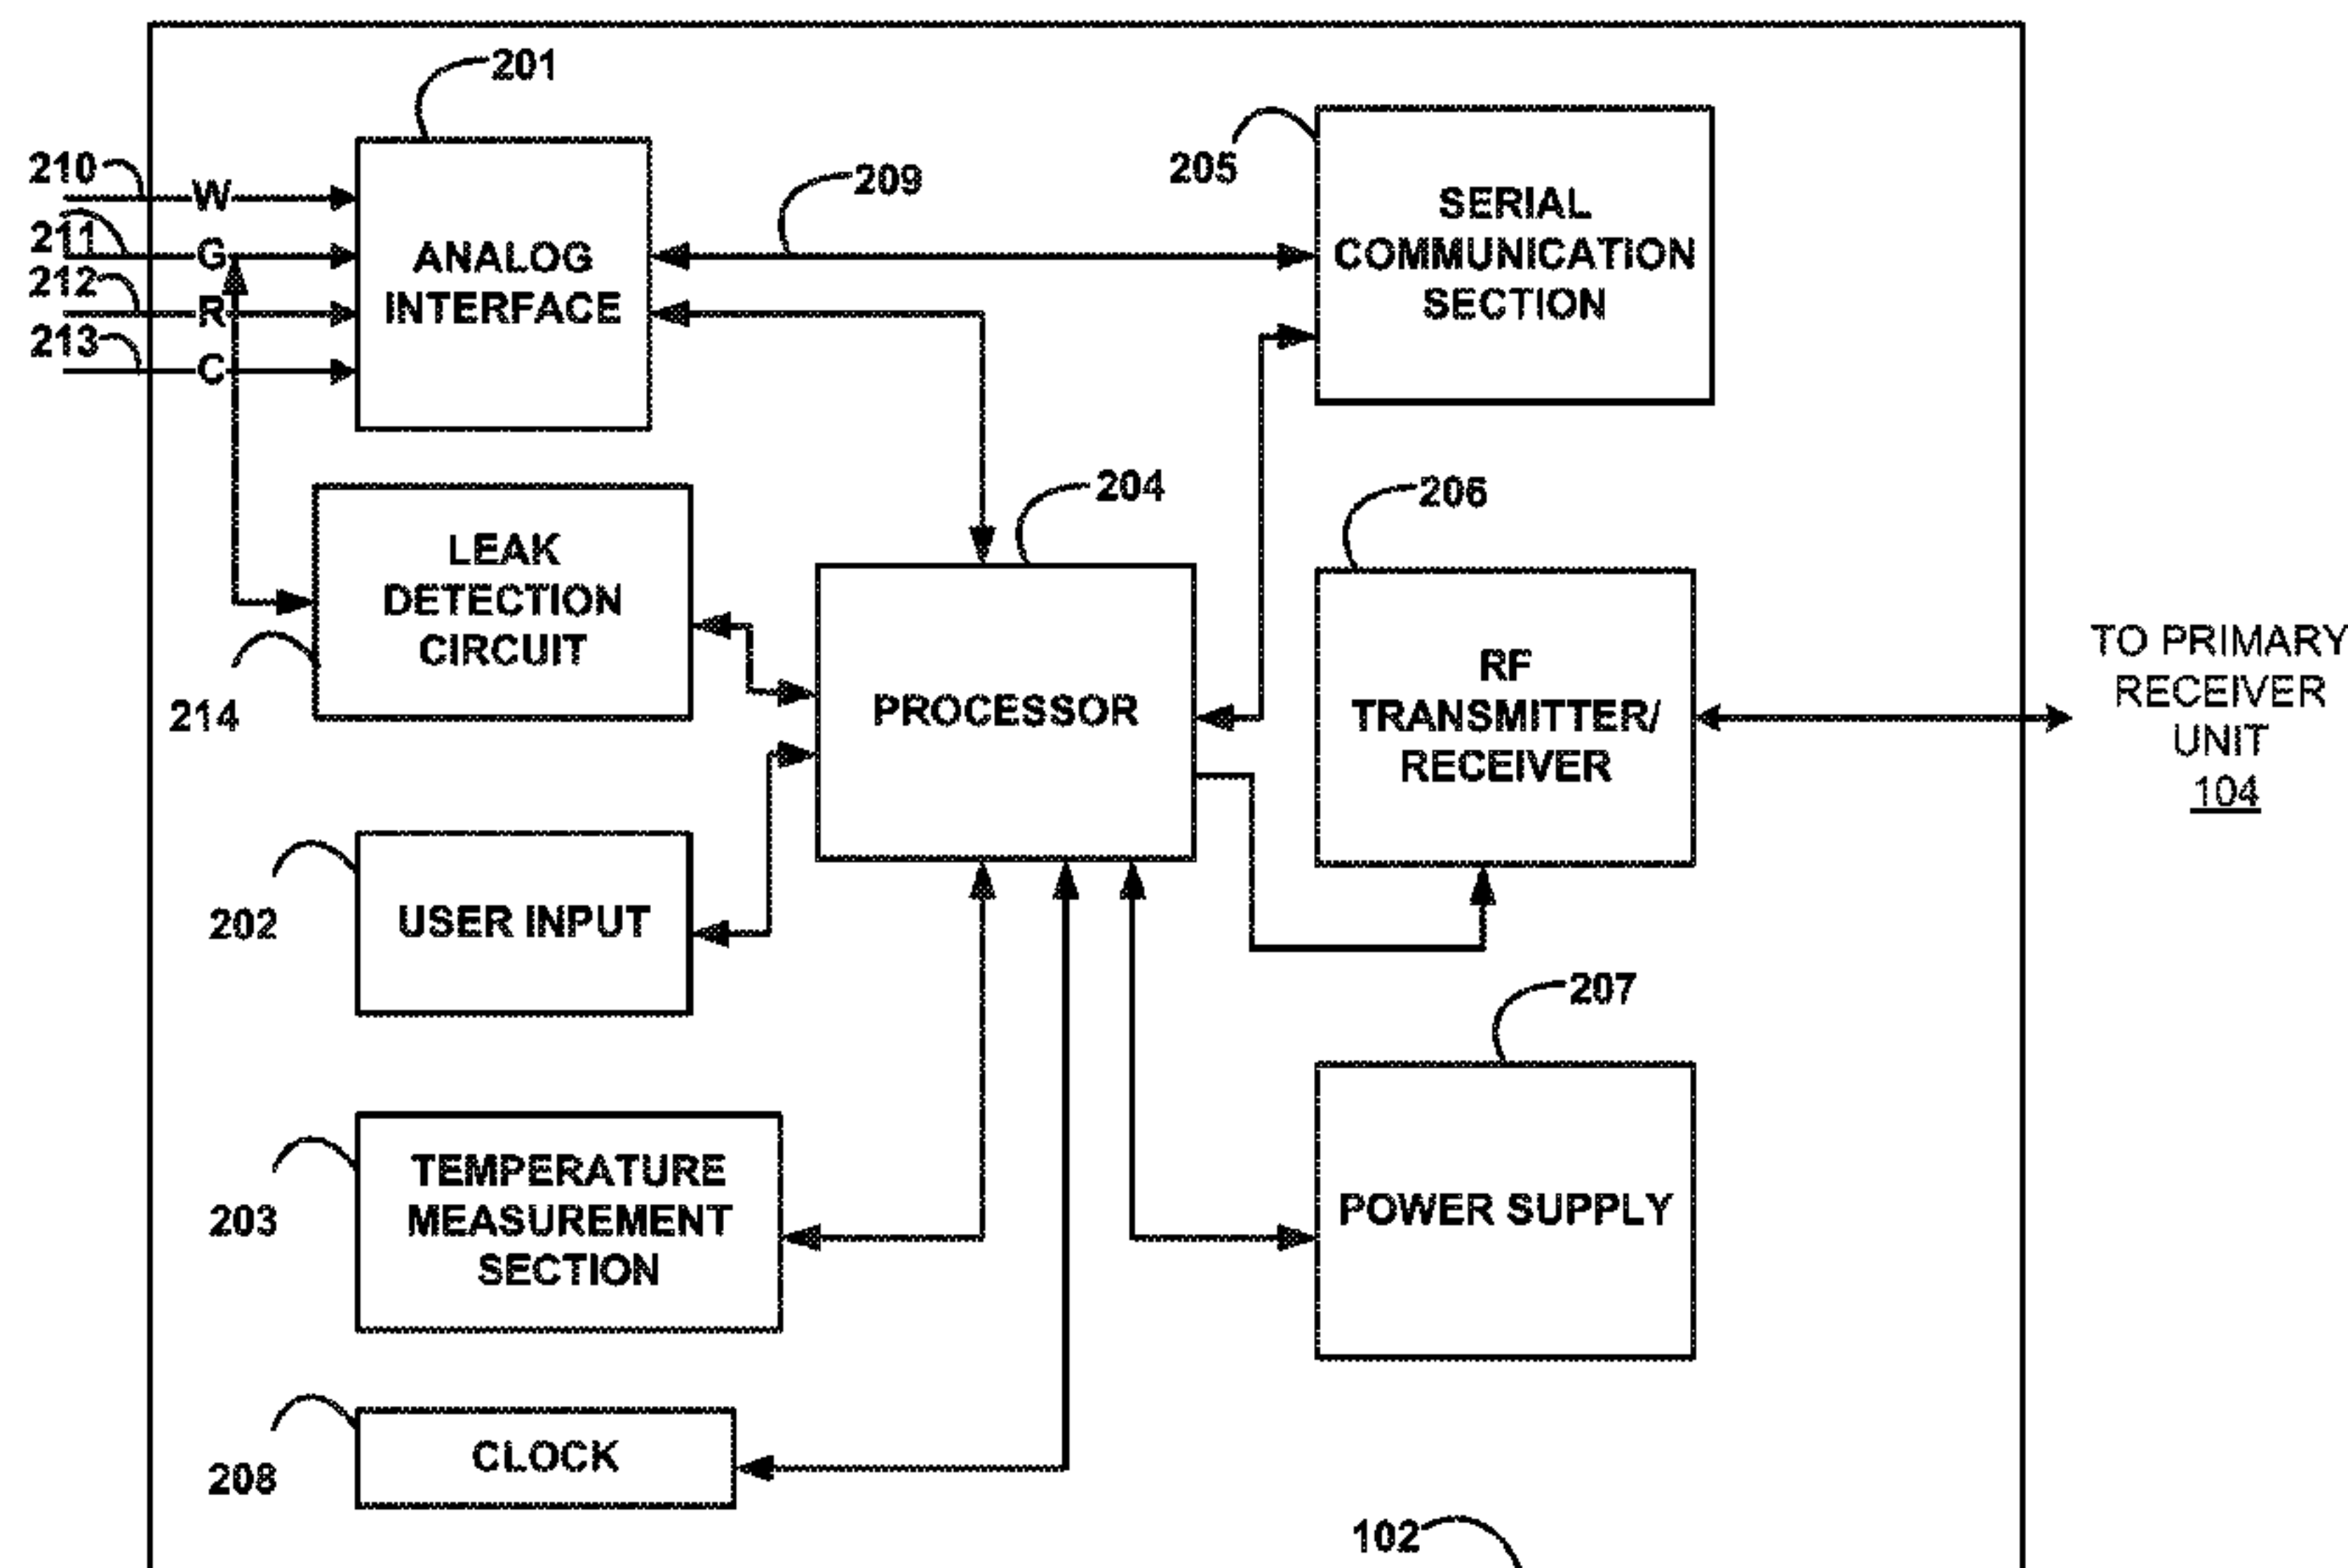 201
210
W
211
G
212
R
213
C
ANALOG
INTERFACE
209
205
SERIAL
COMMUNICATION
SECTION
LEAK
DETECTION
CIRCUIT
214
204
PROCESSOR
206
RF
TRANSMITTER/
RECEIVER
TO PRIMARY
RECEIVER
UNIT
104
202
USER INPUT
207
POWER SUPPLY
203
TEMPERATURE
MEASUREMENT
SECTION
208
CLOCK
102